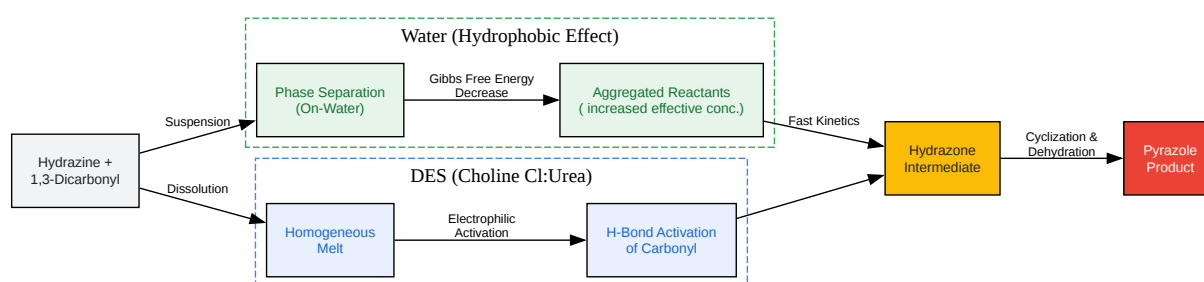 Water (Hydrophobic Effect)
Phase Separation
(On-Water)
Gibbs Free Energy
Decrease
Aggregated Reactants
( increased effective conc.)
Suspension
Fast Kinetics
Hydrazine +
1,3-Dicarbonyl
Dissolution
DES (Choline Cl:Urea)
Homogeneous
Melt
Electrophilic
Activation
H-Bond Activation
of Carbonyl
Hydrazone
Intermediate
Cyclization &
Dehydration
Pyrazole
Product